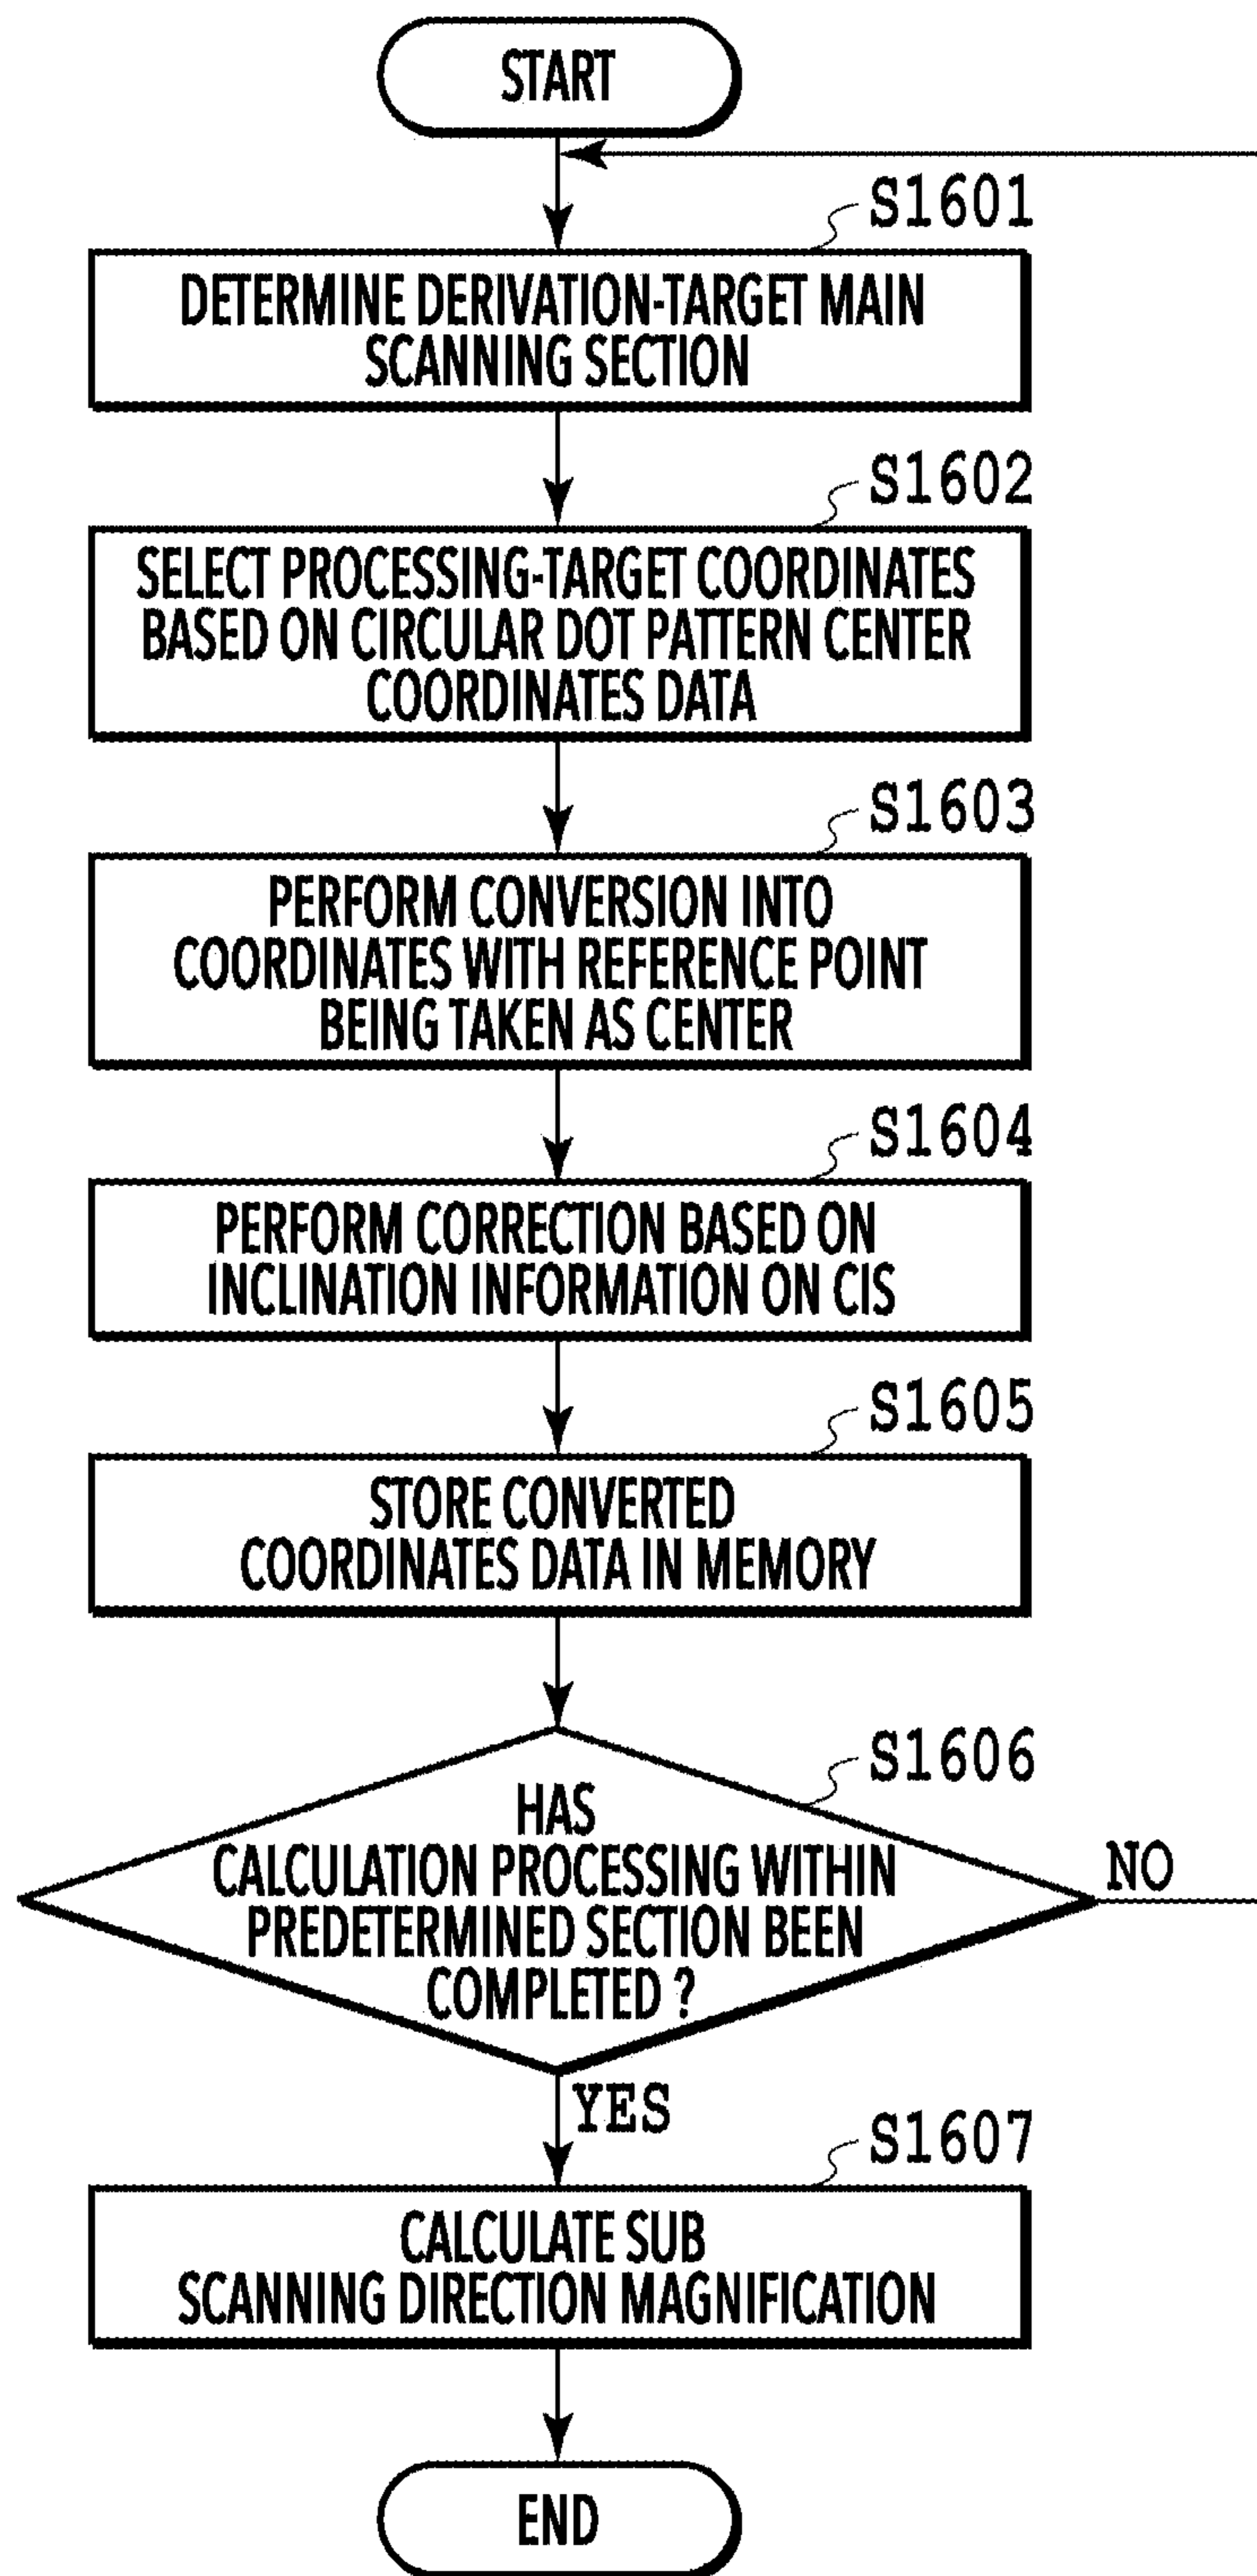 START
S1601
DETERMINE DERIVATION-TARGET MAIN
SCANNING SECTION
S1602
SELECT PROCESSING-TARGET COORDINATES
BASED ON CIRCULAR DOT PATTERN CENTER
COORDINATES DATA
S1603
PERFORM CONVERSION INTO
COORDINATES WITH REFERENCE POINT
BEING TAKEN AS CENTER
S1604
PERFORM CORRECTION BASED ON
INCLINATION INFORMATION ON CIS
S1605
STORE CONVERTED
COORDINATES DATA IN MEMORY
S1606
HAS
CALCULATION PROCESSING WITHIN
PREDETERMINED SECTION BEEN
COMPLETED ?
NO
YES
S1607
CALCULATE SUB
SCANNING DIRECTION MAGNIFICATION
END